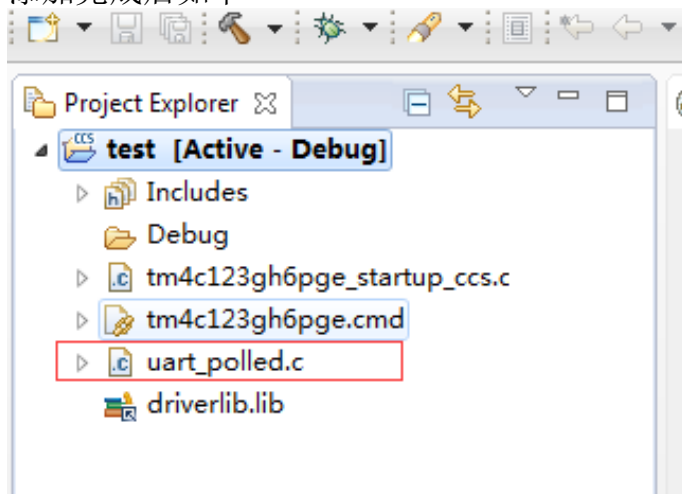 Project Explorer
test [Active - Debug]
Includes
Debug
tm4c123gh6pge_startup_ccs.c
tm4c123gh6pge.cmd
uart_polled.c
driverlib.lib